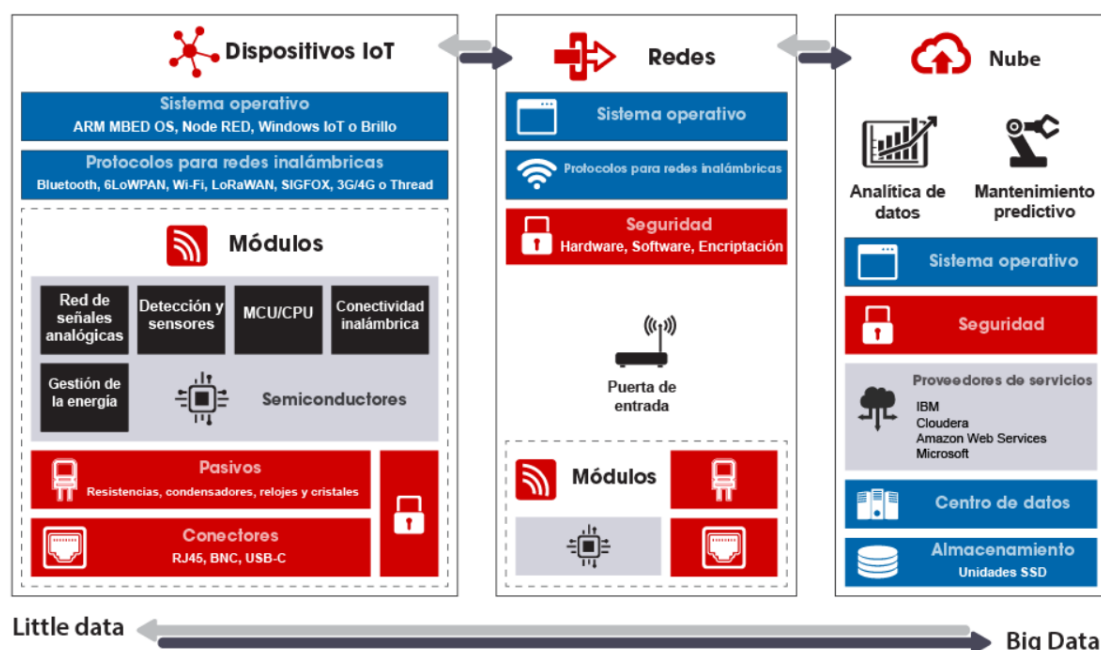 Dispositivos IoT
Sistema operativo
ARM MBED OS, Node RED, Windows IoT o Brillo
Protocolos para redes inalámbricas
Bluetooth, 6LoWPAN, Wi-Fi, LoRaWAN, SIGFOX, 3G/4G o Thread
Módulos
Red de
señales
analógicas
Detección y
sensores
MCU/CPU
Conectividad
inalámbrica
Gestión de
la energía
Semiconductores
Pasivos
Resistencias, condensadores, relojes y cristales
Conectores
RJ45, BNC, USB-C
Redes
Sistema operativo
Protocolos para redes inalámbricas
Seguridad
Hardware, Software, Encriptación
Puerta de
entrada
Módulos
Nube
Analítica de
datos
Mantenimiento
predictivo
Sistema operativo
Seguridad
Proveedores de servicios
IBM
Cloudera
Amazon Web Services
Microsoft
Centro de datos
Almacenamiento
Unidades SSD
Little data
Big Data